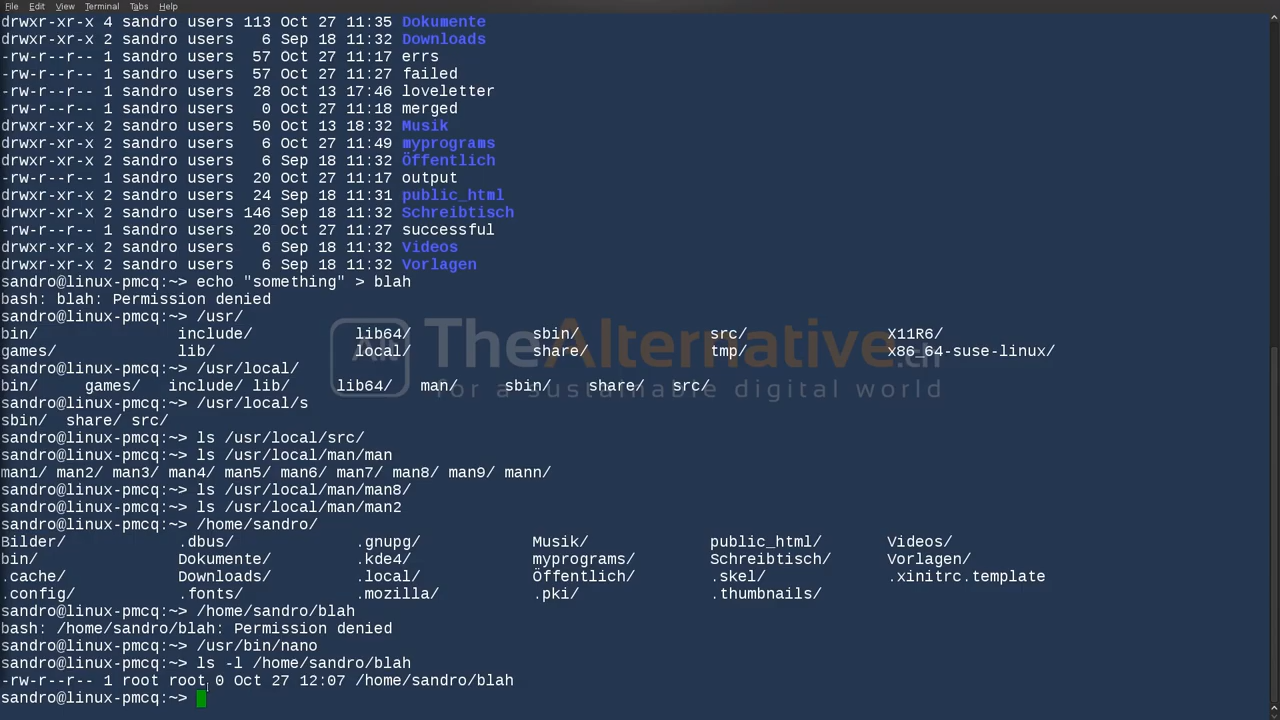 File Edit View Terminal Tabs Help
drwxr-xr-x 4 sandro users 113 Oct 27 11:35 Dokumente
drwxr-xr-x 2 sandro users   6 Sep 18 11:32 Downloads
-rw-r--r-- 1 sandro users  57 Oct 27 11:17 errs
-rw-r--r-- 1 sandro users  57 Oct 27 11:27 failed
-rw-r--r-- 1 sandro users  28 Oct 13 17:46 loveletter
-rw-r--r-- 1 sandro users   0 Oct 27 11:18 merged
drwxr-xr-x 2 sandro users  50 Oct 13 18:32 Musik
drwxr-xr-x 2 sandro users   6 Oct 27 11:49 myprograms
drwxr-xr-x 2 sandro users   6 Sep 18 11:32 Öffentlich
-rw-r--r-- 1 sandro users  20 Oct 27 11:17 output
drwxr-xr-x 2 sandro users  24 Sep 18 11:31 public_html
drwxr-xr-x 2 sandro users 146 Sep 18 11:32 Schreibtisch
-rw-r--r-- 1 sandro users  20 Oct 27 11:27 successful
drwxr-xr-x 2 sandro users   6 Sep 18 11:32 Videos
drwxr-xr-x 2 sandro users   6 Sep 18 11:32 Vorlagen
sandro@linux-pmcq:~> echo "something" > blah
bash: blah: Permission denied
sandro@linux-pmcq:~> /usr/
bin/ include/ lib64/ sbin/ src/ X11R6/
games/ lib/ local/ share/ tmp/ x86_64-suse-linux/
TheAlternative.ch
sandro@linux-pmcq:~> /usr/local/
bin/ games/ include/ lib/ lib64/ man/ sbin/ share/ src/
for a sustainable digital world
sandro@linux-pmcq:~> /usr/local/s
sbin/ share/ src/
sandro@linux-pmcq:~> ls /usr/local/src/
sandro@linux-pmcq:~> ls /usr/local/man/man
man1/ man2/ man3/ man4/ man5/ man6/ man7/ man8/ man9/ mann/
sandro@linux-pmcq:~> ls /usr/local/man/man8/
sandro@linux-pmcq:~> ls /usr/local/man/man2
sandro@linux-pmcq:~> /home/sandro/
Bilder/ .dbus/ .gnupg/ Musik/ public_html/ Videos/
bin/ Dokumente/ .kde4/ myprograms/ Schreibtisch/ Vorlagen/
.cache/ Downloads/ .local/ Öffentlich/ .skel/ .xinitrc.template
.config/ .fonts/ .mozilla/ .pki/ .thumbnails/
sandro@linux-pmcq:~> /home/sandro/blah
bash: /home/sandro/blah: Permission denied
sandro@linux-pmcq:~> /usr/bin/nano
sandro@linux-pmcq:~> ls -l /home/sandro/blah
-rw-r--r-- 1 root root 0 Oct 27 12:07 /home/sandro/blah
sandro@linux-pmcq:~>